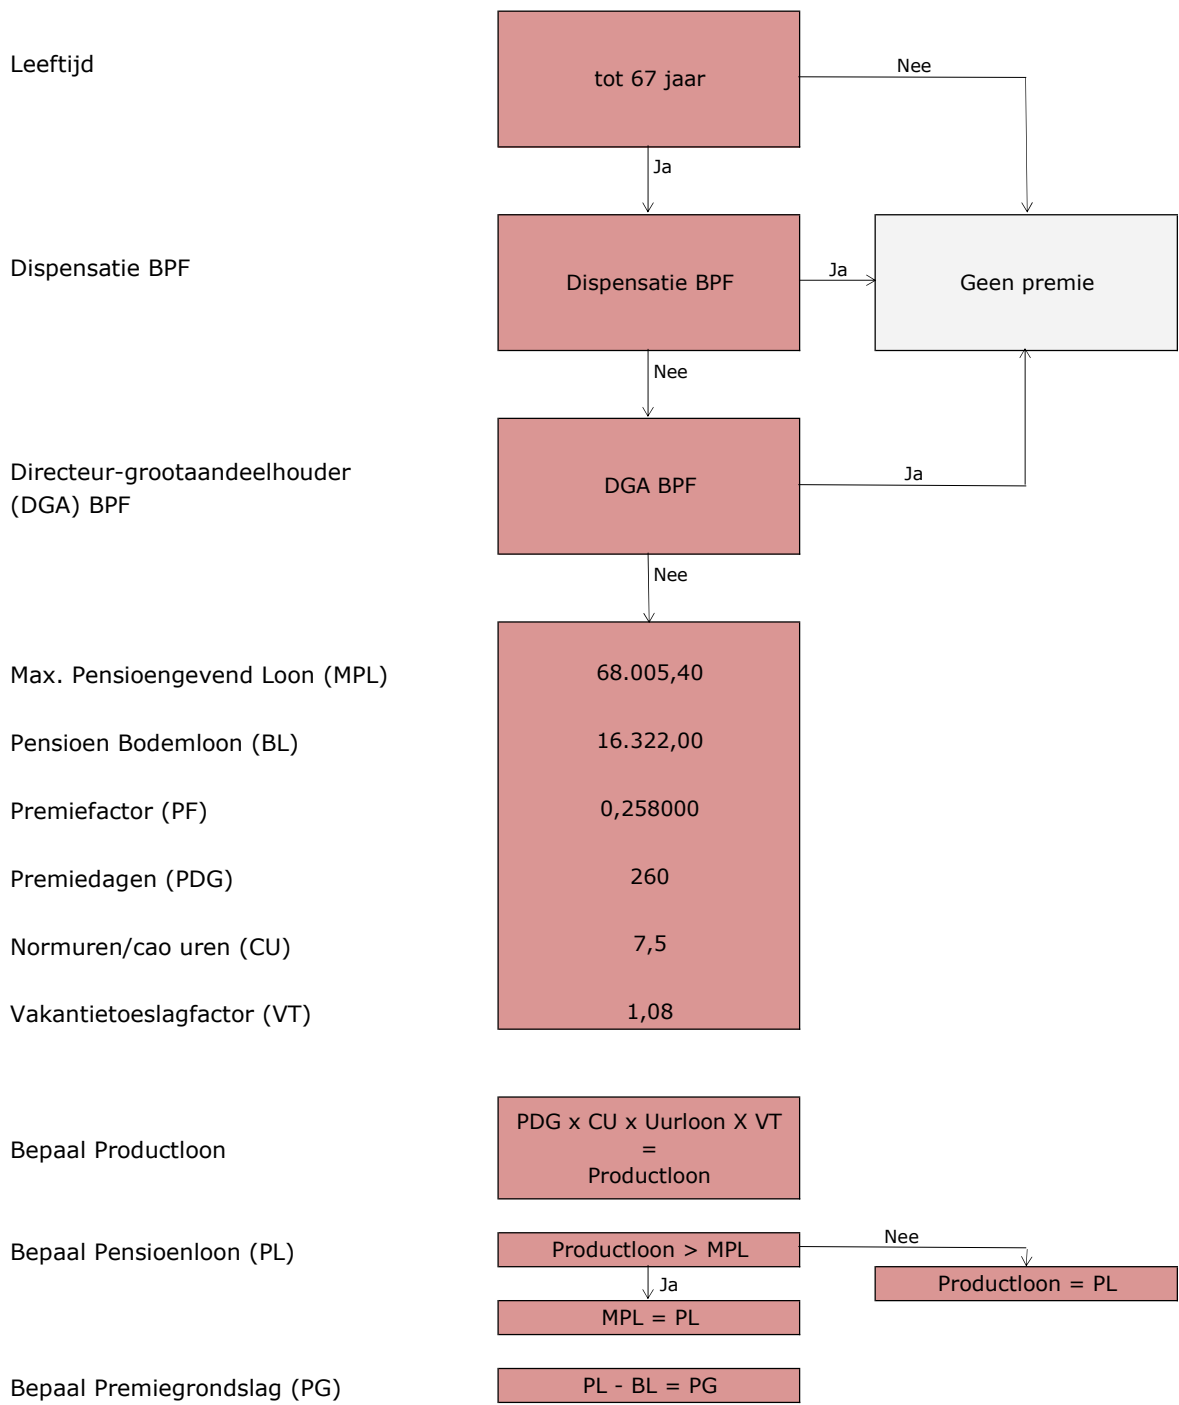 Leeftijd
tot 67 jaar
Nee
Ja
Dispensatie BPF
Dispensatie BPF
Ja
Geen premie
Nee
Directeur-grootaandeelhouder
(DGA) BPF
DGA BPF
Ja
Nee
Max. Pensioengevend Loon (MPL)
68.005,40
Pensioen Bodemloon (BL)
16.322,00
Premiefactor (PF)
0,258000
Premiedagen (PDG)
260
Normuren/cao uren (CU)
7,5
Vakantietoeslagfactor (VT)
1,08
Bepaal Productloon
PDG x CU x Uurloon X VT
=
Productloon
Bepaal Pensioenloon (PL)
Productloon > MPL
Nee
Productloon = PL
Ja
MPL = PL
Bepaal Premiegrondslag (PG)
PL - BL = PG